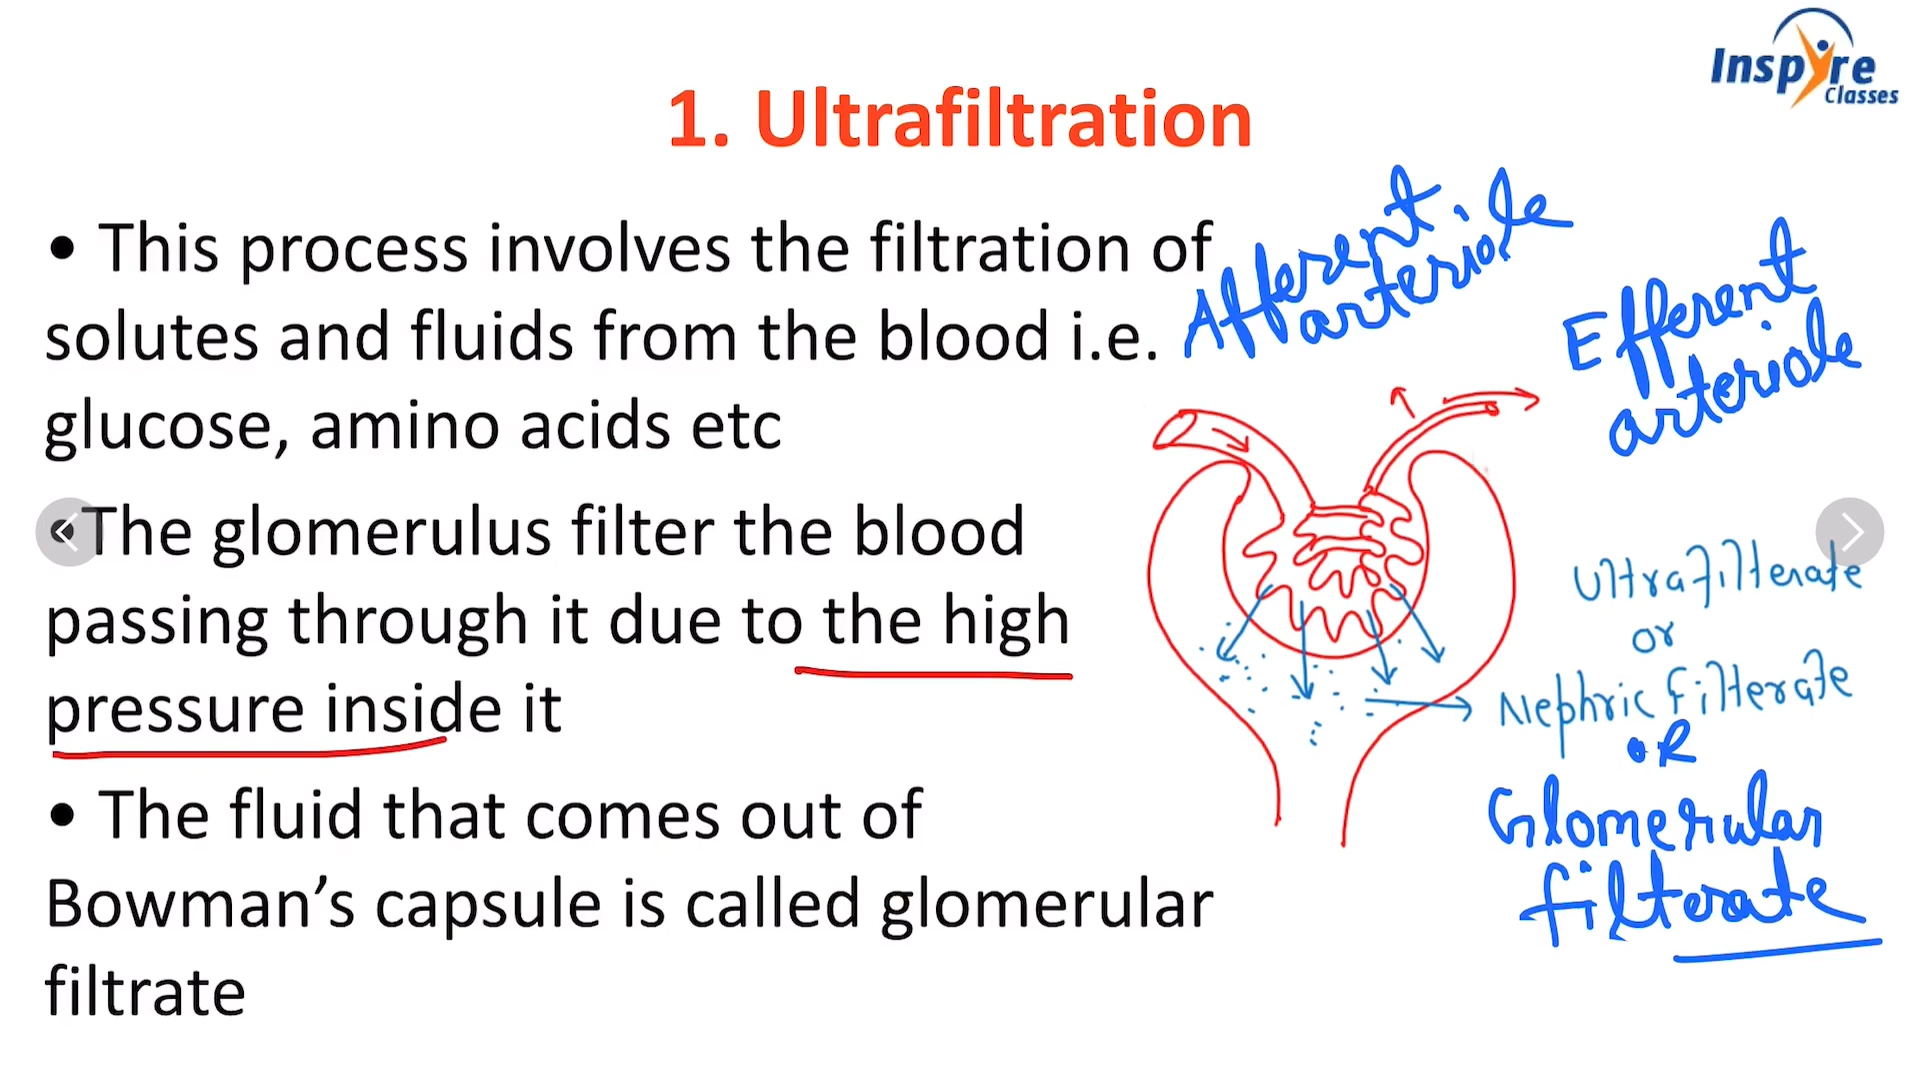 Inspyre
Classes
1. Ultrafiltration
• This process involves the filtration of
solutes and fluids from the blood i.e.
glucose, amino acids etc
•The glomerulus filter the blood
passing through it due to the high
pressure inside it
• The fluid that comes out of
Bowman’s capsule is called glomerular
filtrate
Afferent
arteriole
Efferent
arteriole
Ultrafilterate
or
Nephric filterate
OR
Glomerular
filterate